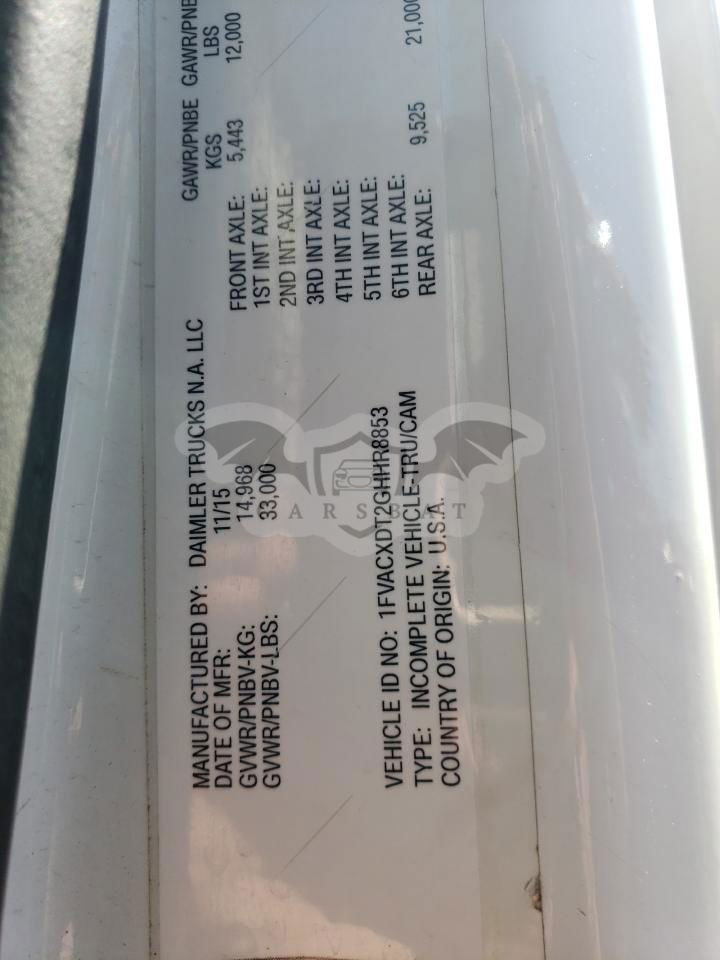 MANUFACTURED BY: DAIMLER TRUCKS N.A. LLC
DATE OF MFR: 11/15
GVWR/PNBV-KG: 14,968
GVWR/PNBV-LBS: 33,000
GAWR/PNBE GAWR/PNBE
KGS LBS
FRONT AXLE: 5,443 12,000
1ST INT AXLE:
2ND INT AXLE:
3RD INT AXLE:
4TH INT AXLE:
5TH INT AXLE:
6TH INT AXLE:
REAR AXLE: 9,525 21,000
VEHICLE ID NO: 1FVACXDT2GHHR8853
TYPE: INCOMPLETE VEHICLE-TRU/CAM
COUNTRY OF ORIGIN: U.S.A.
CARSBAT